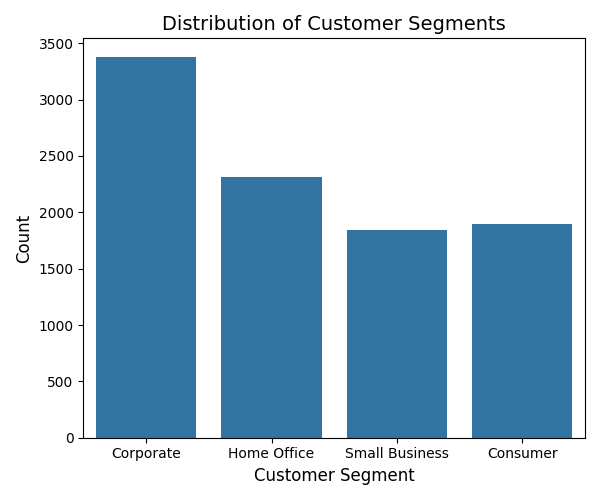 Distribution of Customer Segments
3500
3000
2500
2000
1500
1000
500
0
Count
Corporate Home Office Small Business Consumer
Customer Segment